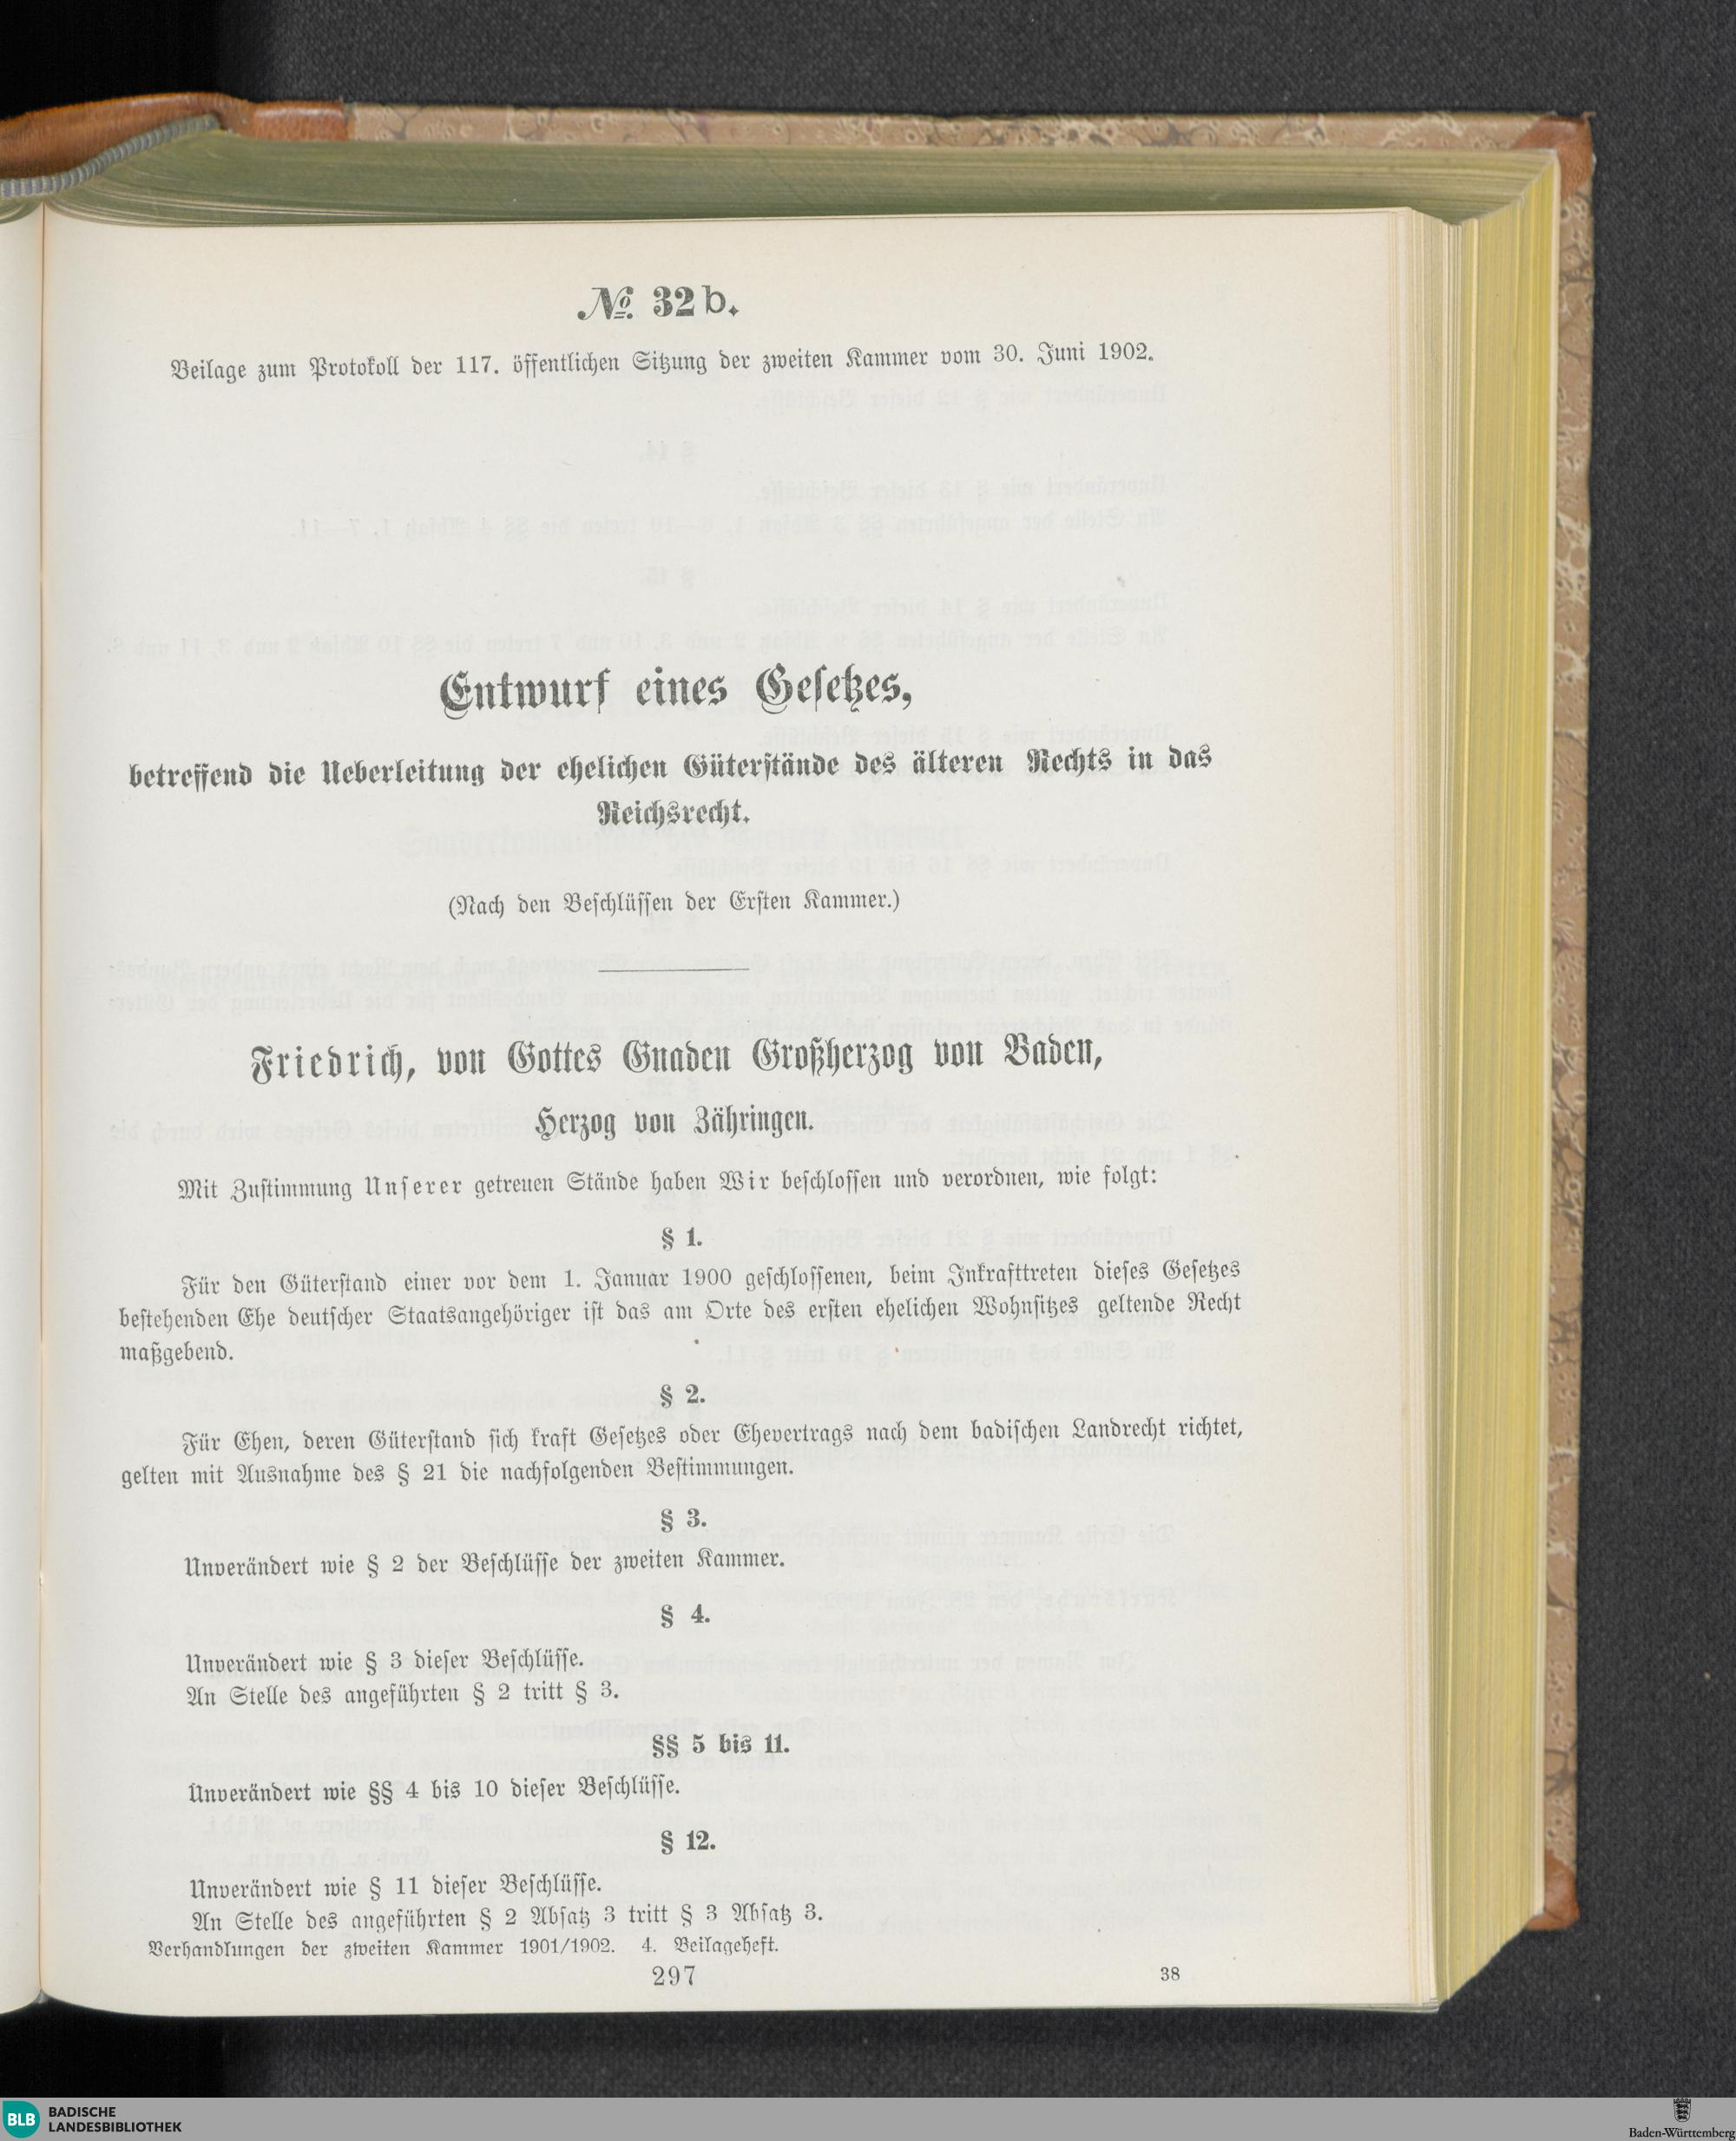 № 32b.
Beilage zum Protokoll der 117. öffentlichen Sitzung der zweiten Kammer vom 30. Juni 1902.
Entwurf eines Gesetzes,
betreffend die Ueberleitung der ehelichen Güterstände des älteren Rechts in das
Reichsrecht.
(Nach den Beschlüssen der Ersten Kammer.)
Friedrich, von Gottes Gnaden Großherzog von Baden,
Herzog von Zähringen.
Mit Zustimmung Unserer getreuen Stände haben Wir beschlossen und verordnen, wie folgt:
§ 1.
Für den Güterstand einer vor dem 1. Januar 1900 geschlossenen, beim Inkrafttreten dieses Gesetzes
bestehenden Ehe deutscher Staatsangehöriger ist das am Orte des ersten ehelichen Wohnsitzes geltende Recht
maßgebend.
§ 2.
Für Ehen, deren Güterstand sich kraft Gesetzes oder Ehevertrags nach dem badischen Landrecht richtet,
gelten mit Ausnahme des § 21 die nachfolgenden Bestimmungen.
§ 3.
Unverändert wie § 2 der Beschlüsse der zweiten Kammer.
§ 4.
Unverändert wie § 3 dieser Beschlüsse.
An Stelle des angeführten § 2 tritt § 3.
§§ 5 bis 11.
Unverändert wie §§ 4 bis 10 dieser Beschlüsse.
§ 12.
Unverändert wie § 11 dieser Beschlüsse.
An Stelle des angeführten § 2 Absatz 3 tritt § 3 Absatz 3.
Verhandlungen der zweiten Kammer 1901/1902. 4. Beilageheft.
297 38
BLB BADISCHE
LANDESBIBLIOTHEK
Baden-Württemberg